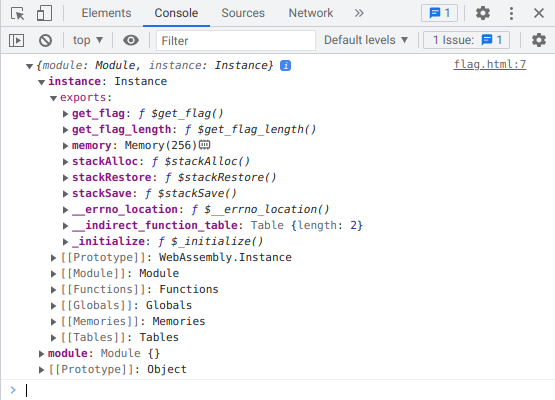 Elements Console Sources Network » 1
top Filter Default levels 1 Issue: 1
{module: Module, instance: Instance} i flag.html:7
instance: Instance
exports:
get_flag: ƒ $get_flag()
get_flag_length: ƒ $get_flag_length()
memory: Memory(256)
stackAlloc: ƒ $stackAlloc()
stackRestore: ƒ $stackRestore()
stackSave: ƒ $stackSave()
__errno_location: ƒ $__errno_location()
__indirect_function_table: Table {length: 2}
_initialize: ƒ $_initialize()
[[Prototype]]: WebAssembly.Instance
[[Module]]: Module
[[Functions]]: Functions
[[Globals]]: Globals
[[Memories]]: Memories
[[Tables]]: Tables
module: Module {}
[[Prototype]]: Object
>